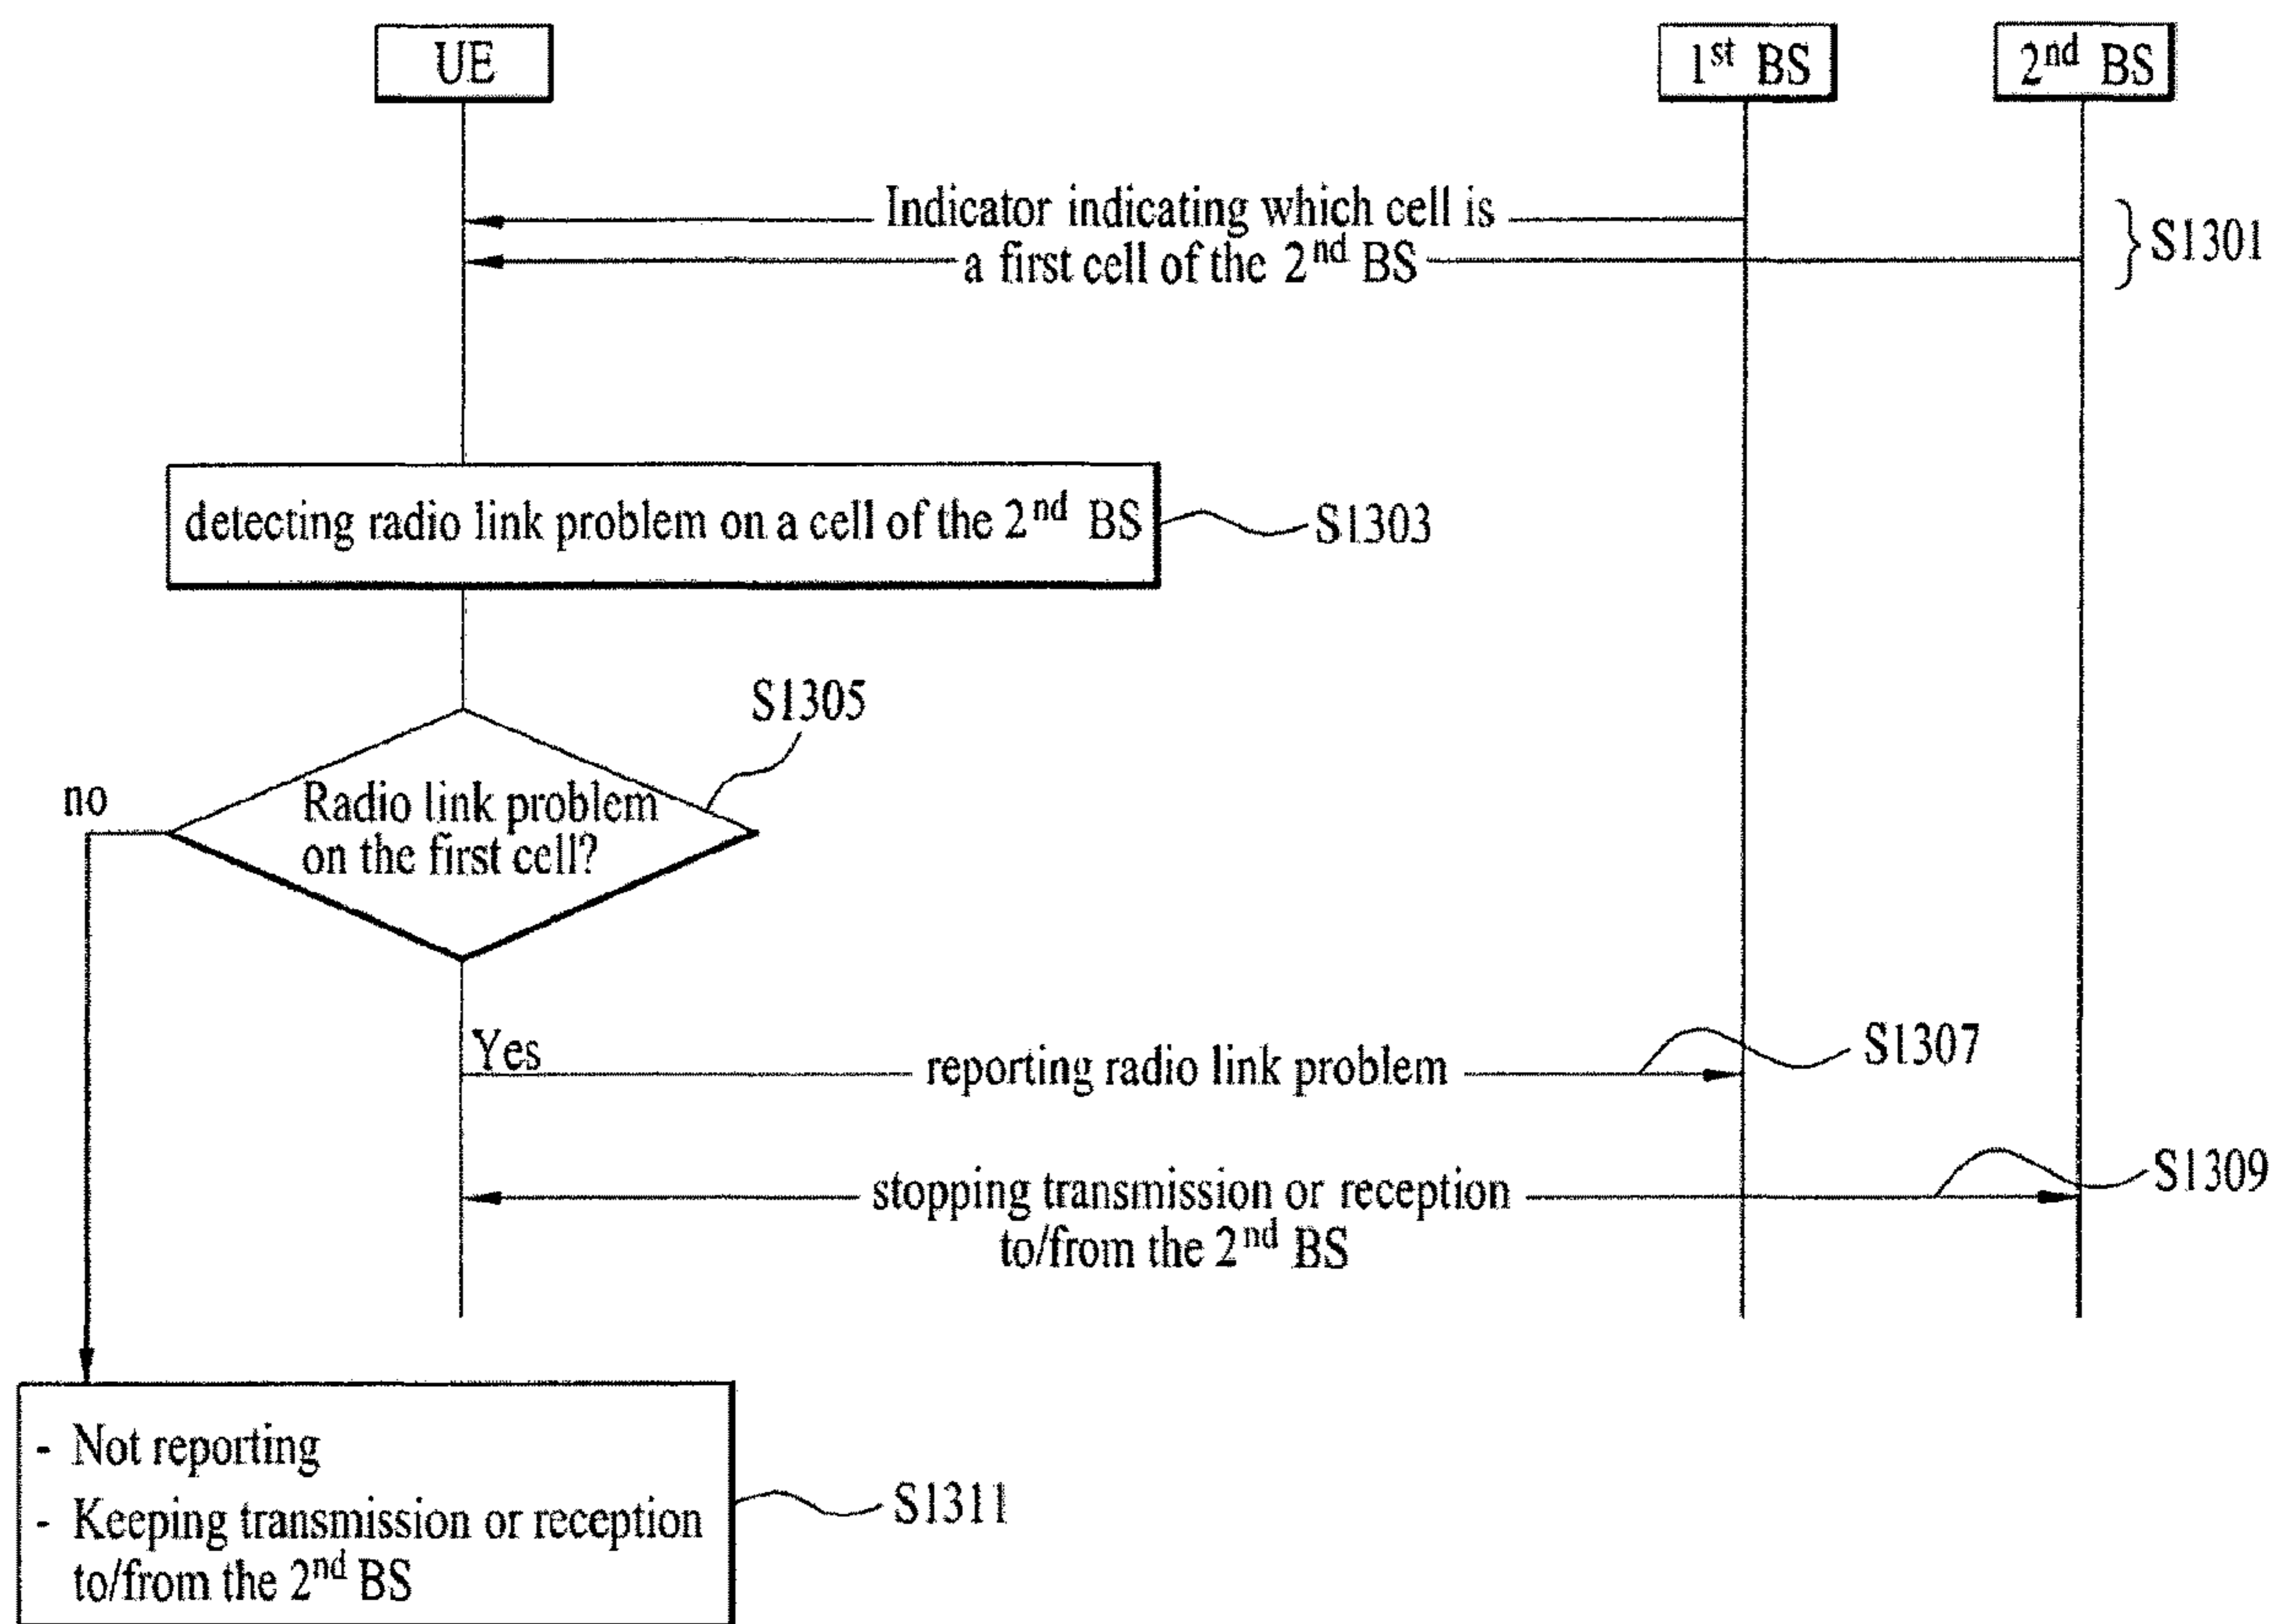 UE
1st BS
2nd BS
Indicator indicating which cell is
a first cell of the 2nd BS
S1301
detecting radio link problem on a cell of the 2nd BS
S1303
S1305
no
Radio link problem
on the first cell?
Yes
reporting radio link problem
S1307
stopping transmission or reception
to/from the 2nd BS
S1309
- Not reporting
- Keeping transmission or reception
to/from the 2nd BS
S1311